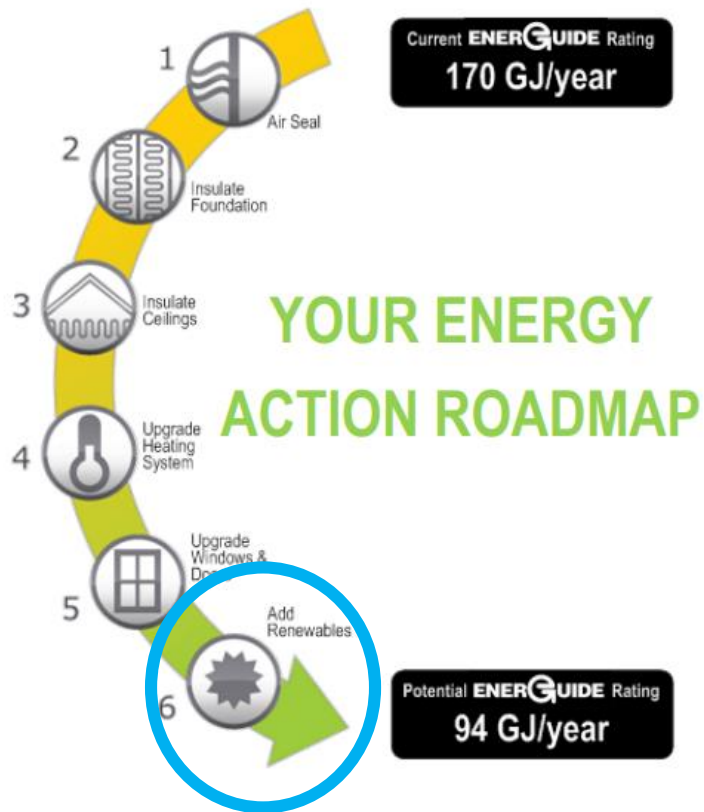 Current ENERGUIDE Rating
170 GJ/year
1
Air Seal
2
Insulate
Foundation
3
Insulate
Ceilings
YOUR ENERGY
ACTION ROADMAP
4
Upgrade
Heating
System
5
Upgrade
Windows &
6
Add
Renewables
Potential ENERGUIDE Rating
94 GJ/year